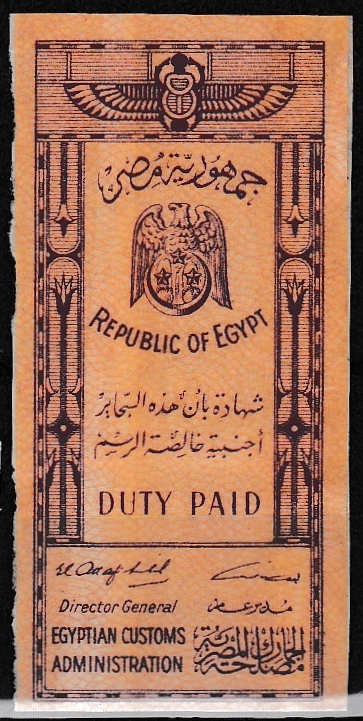 جمهورية مصر
REPUBLIC OF EGYPT
شهادة بان هذه السجاير
أجنبية خالصة الرسم
DUTY PAID
Director General مدير عام
EGYPTIAN CUSTOMS
ADMINISTRATION
مصلحة الجمارك المصرية